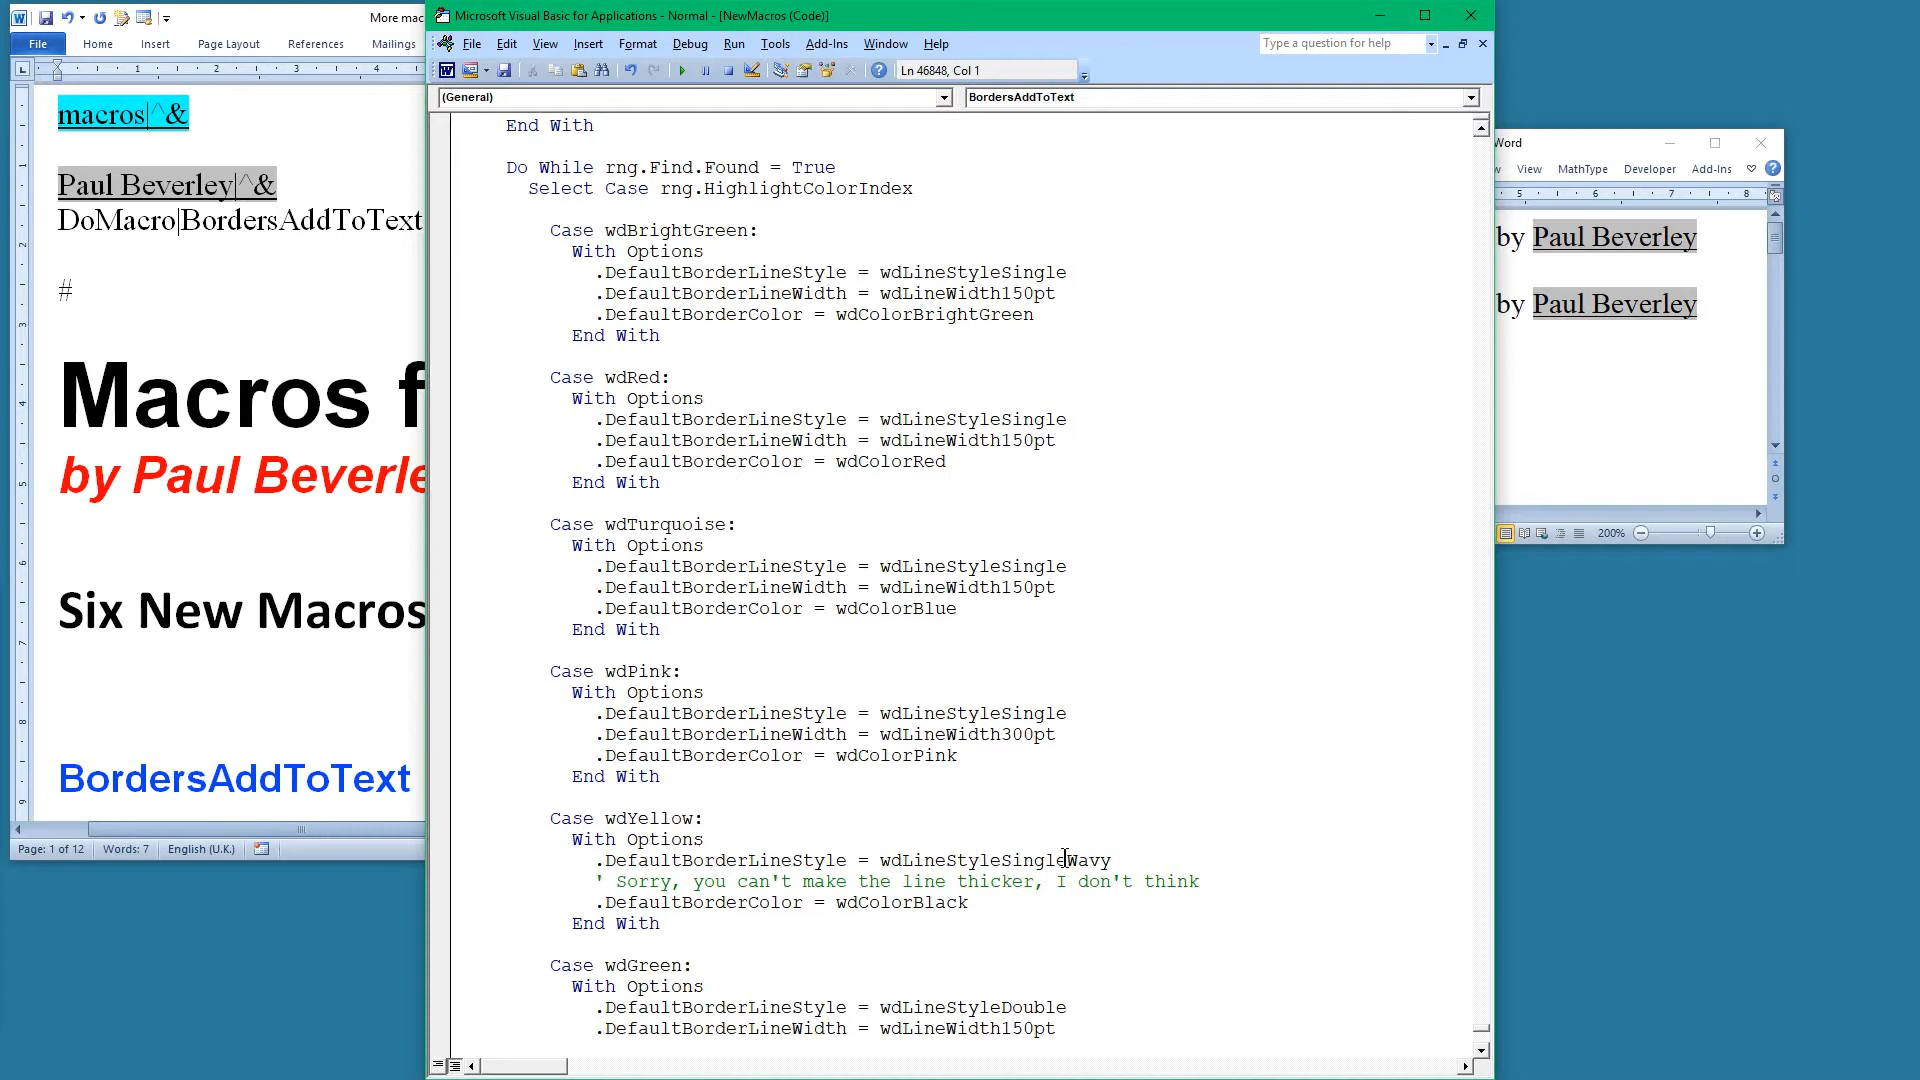 More mac
File Home Insert Page Layout References Mailings
1 2 3 4
macros|^&
Paul Beverley|^&
DoMacro|BordersAddToText
#
Macros f
by Paul Beverle
Six New Macros
BordersAddToText
Page: 1 of 12 Words: 7 English (U.K.)
Microsoft Visual Basic for Applications - Normal - [NewMacros (Code)]
File Edit View Insert Format Debug Run Tools Add-Ins Window Help
Type a question for help
Ln 46848, Col 1
(General) BordersAddToText
End With
Do While rng.Find.Found = True
Select Case rng.HighlightColorIndex
Case wdBrightGreen:
With Options
.DefaultBorderLineStyle = wdLineStyleSingle
.DefaultBorderLineWidth = wdLineWidth150pt
.DefaultBorderColor = wdColorBrightGreen
End With
Case wdRed:
With Options
.DefaultBorderLineStyle = wdLineStyleSingle
.DefaultBorderLineWidth = wdLineWidth150pt
.DefaultBorderColor = wdColorRed
End With
Case wdTurquoise:
With Options
.DefaultBorderLineStyle = wdLineStyleSingle
.DefaultBorderLineWidth = wdLineWidth150pt
.DefaultBorderColor = wdColorBlue
End With
Case wdPink:
With Options
.DefaultBorderLineStyle = wdLineStyleSingle
.DefaultBorderLineWidth = wdLineWidth300pt
.DefaultBorderColor = wdColorPink
End With
Case wdYellow:
With Options
.DefaultBorderLineStyle = wdLineStyleSingleWavy
' Sorry, you can't make the line thicker, I don't think
.DefaultBorderColor = wdColorBlack
End With
Case wdGreen:
With Options
.DefaultBorderLineStyle = wdLineStyleDouble
.DefaultBorderLineWidth = wdLineWidth150pt
Word
w View MathType Developer Add-Ins
5 6 7 8
by Paul Beverley
by Paul Beverley
200%